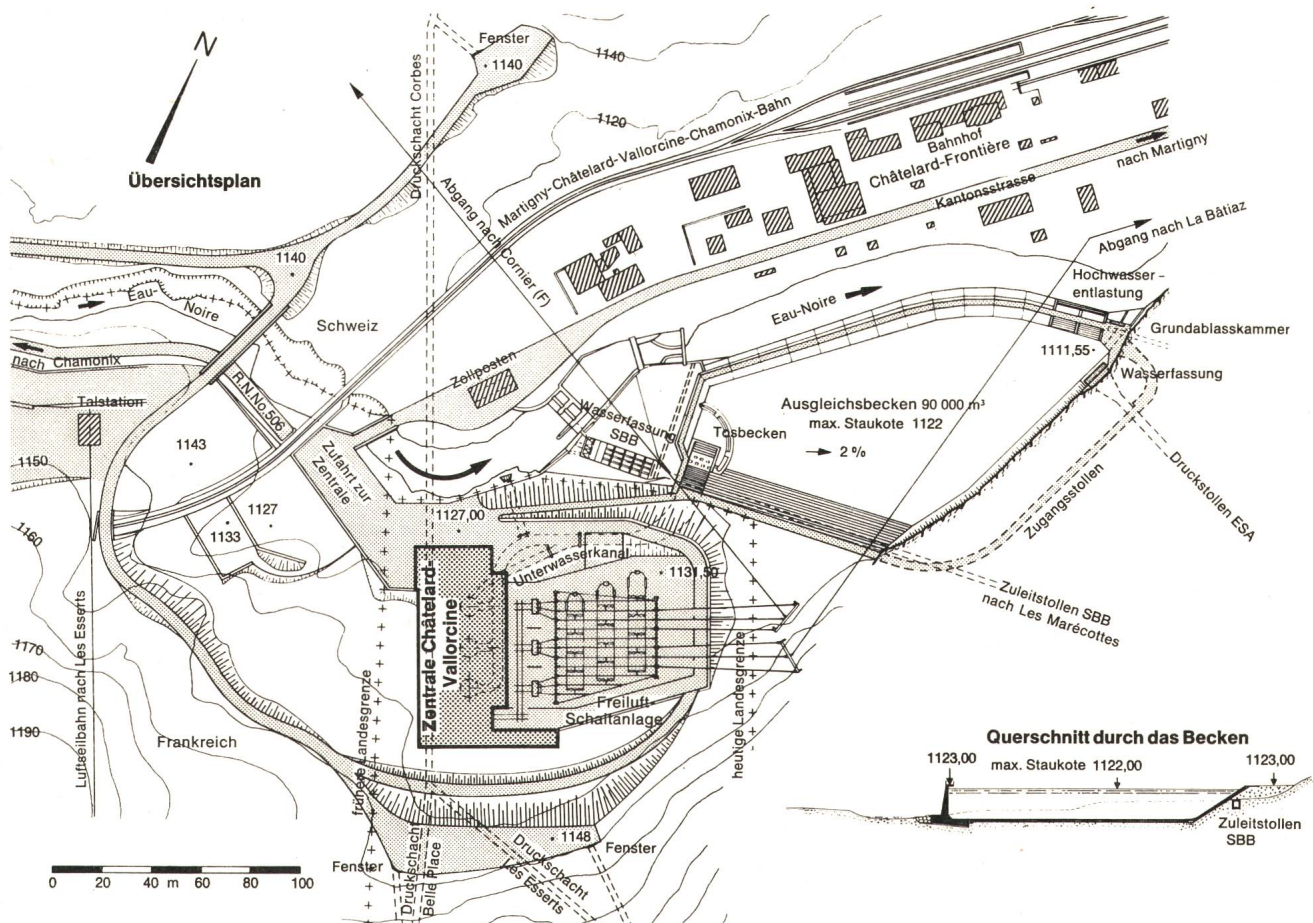 N
Übersichtsplan
Fenster
1140
1140
1120
Druckschacht Corbes
Abgang nach Cornier (F)
Martigny-Châtelard-Vallorcine-Chamonix-Bahn
Bahnhof
Châtelard-Frontière
Kantonsstrasse
nach Martigny
Abgang nach La Bâtiaz
1140
Eau-
Noire
Schweiz
nach Chamonix
Talstation
R.N.No.506
Zollposten
Eau-Noire
Hochwasser-
entlastung
Grundablasskammer
1111,55
Wasserfassung
Wasserfassung
SBB
Tosbecken
Ausgleichsbecken 90 000 m³
max. Staukote 1122
2 %
Zufahrt zur
Zentrale
1143
1150
1127
1133
1127,00
1160
Unterwasserkanal
1131,50
Zugangsstollen
Druckstollen ESA
Zuleitstollen SBB
nach Les Marécottes
Zentrale Châtelard-
Vallorcine
Freiluft-
Schaltanlage
1170
1180
1190
Luftseilbahn nach Les Esserts
Frankreich
frühere Landesgrenze
heutige Landesgrenze
1148
Fenster
Fenster
Druckschacht
Belle Place
Druckschacht
Les Esserts
0 20 40 60 80 100
m
Querschnitt durch das Becken
1123,00
max. Staukote 1122,00
1123,00
Zuleitstollen
SBB